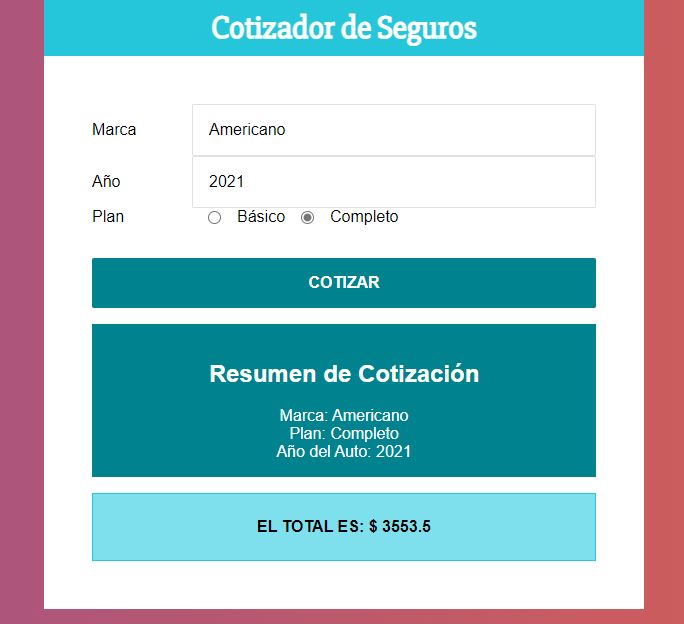 Cotizador de Seguros
Marca Americano
Año 2021
Plan Básico Completo
COTIZAR
Resumen de Cotización
Marca: Americano
Plan: Completo
Año del Auto: 2021
EL TOTAL ES: $ 3553.5